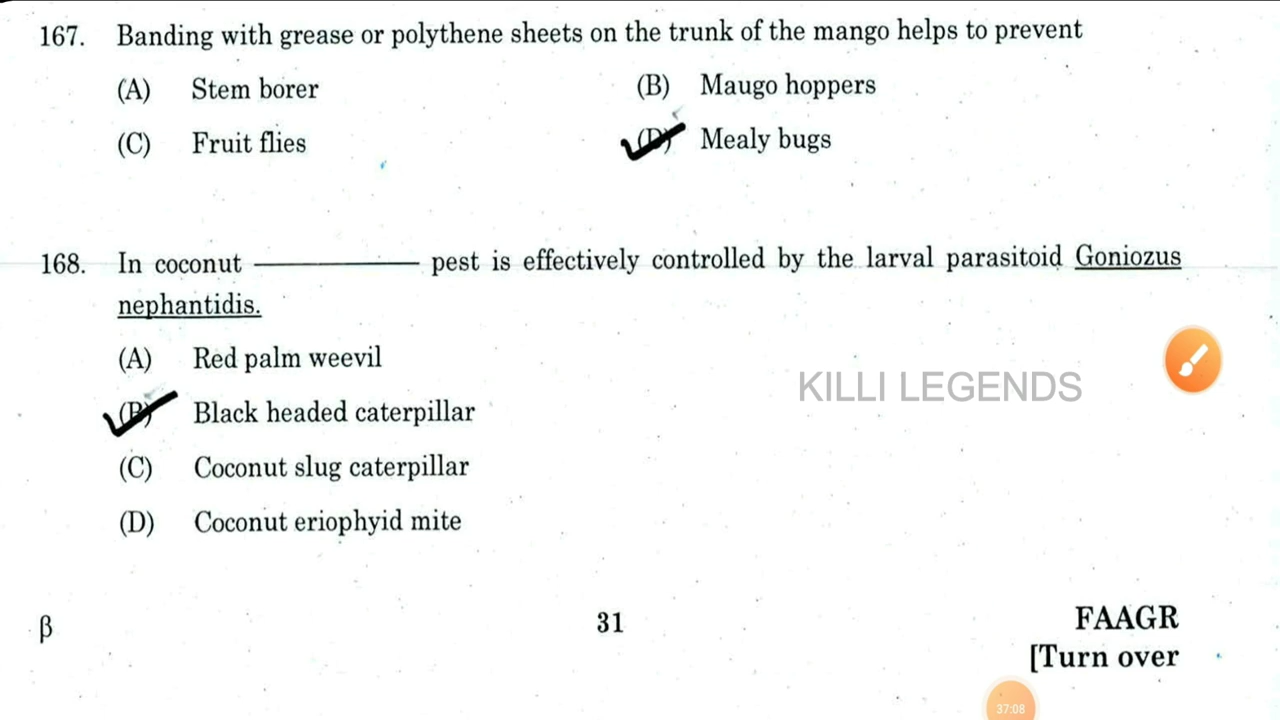 167. Banding with grease or polythene sheets on the trunk of the mango helps to prevent
(A) Stem borer (B) Maugo hoppers
(C) Fruit flies (D) Mealy bugs
168. In coconut ———— pest is effectively controlled by the larval parasitoid Goniozus
nephantidis.
(A) Red palm weevil
KILLI LEGENDS
(B) Black headed caterpillar
(C) Coconut slug caterpillar
(D) Coconut eriophyid mite
β 31 FAAGR
[Turn over
37:08